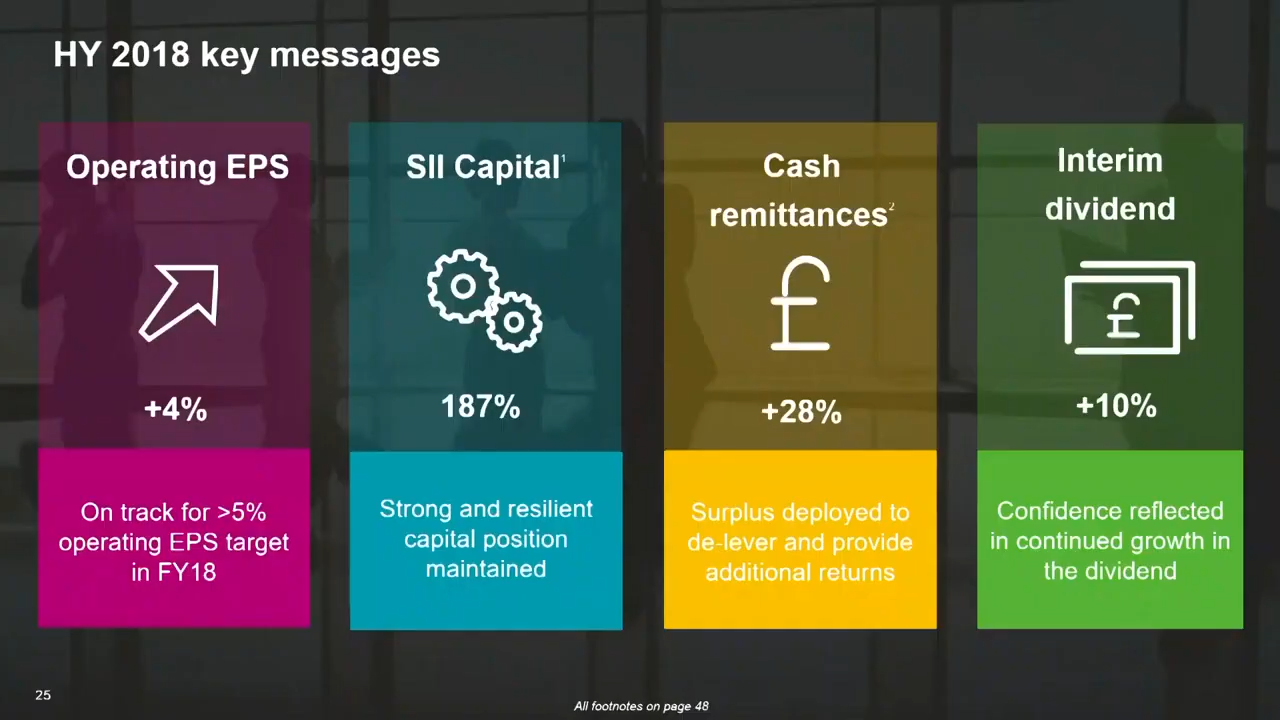 HY 2018 key messages
Operating EPS
+4%
On track for >5%
operating EPS target
in FY18
SII Capital¹
187%
Strong and resilient
capital position
maintained
Cash
remittances²
£
+28%
Surplus deployed to
de-lever and provide
additional returns
Interim
dividend
£
+10%
Confidence reflected
in continued growth in
the dividend
25
All footnotes on page 48